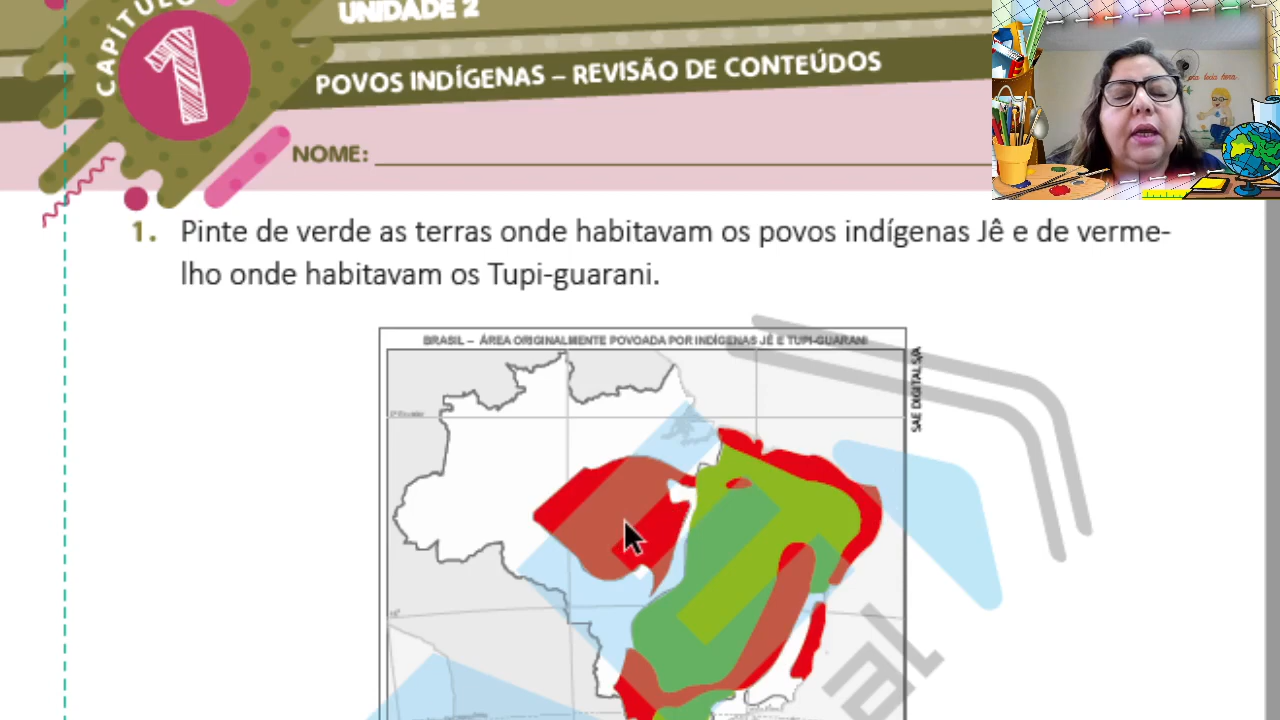 CAPÍTULO
1
UNIDADE 2
POVOS INDÍGENAS – REVISÃO DE CONTEÚDOS
NOME:
1. Pinte de verde as terras onde habitavam os povos indígenas Jê e de verme-
lho onde habitavam os Tupi-guarani.
BRASIL – ÁREA ORIGINALMENTE POVOADA POR INDÍGENAS JÊ E TUPI-GUARANI
SAE DIGITAL S/A